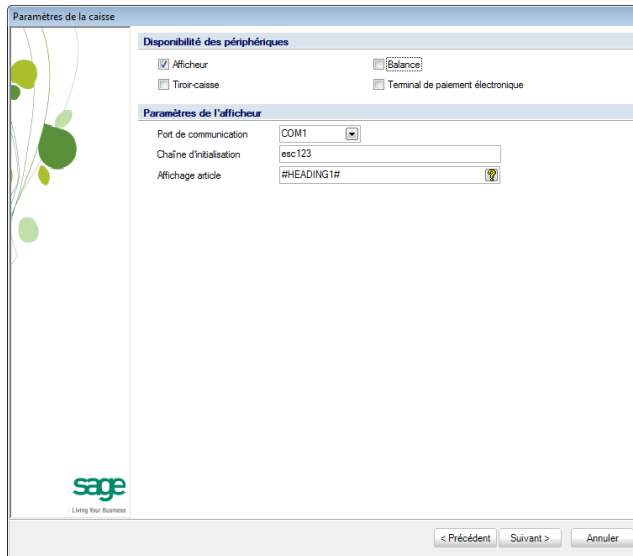 Paramètres de la caisse
Disponibilité des périphériques
Afficheur
Balance
Tiroir-caisse
Terminal de paiement électronique
Paramètres de l'afficheur
Port de communication
COM1
Chaîne d'initialisation
esc123
Affichage article
#HEADING1#
sage
Living Your Business
< Précédent
Suivant >
Annuler